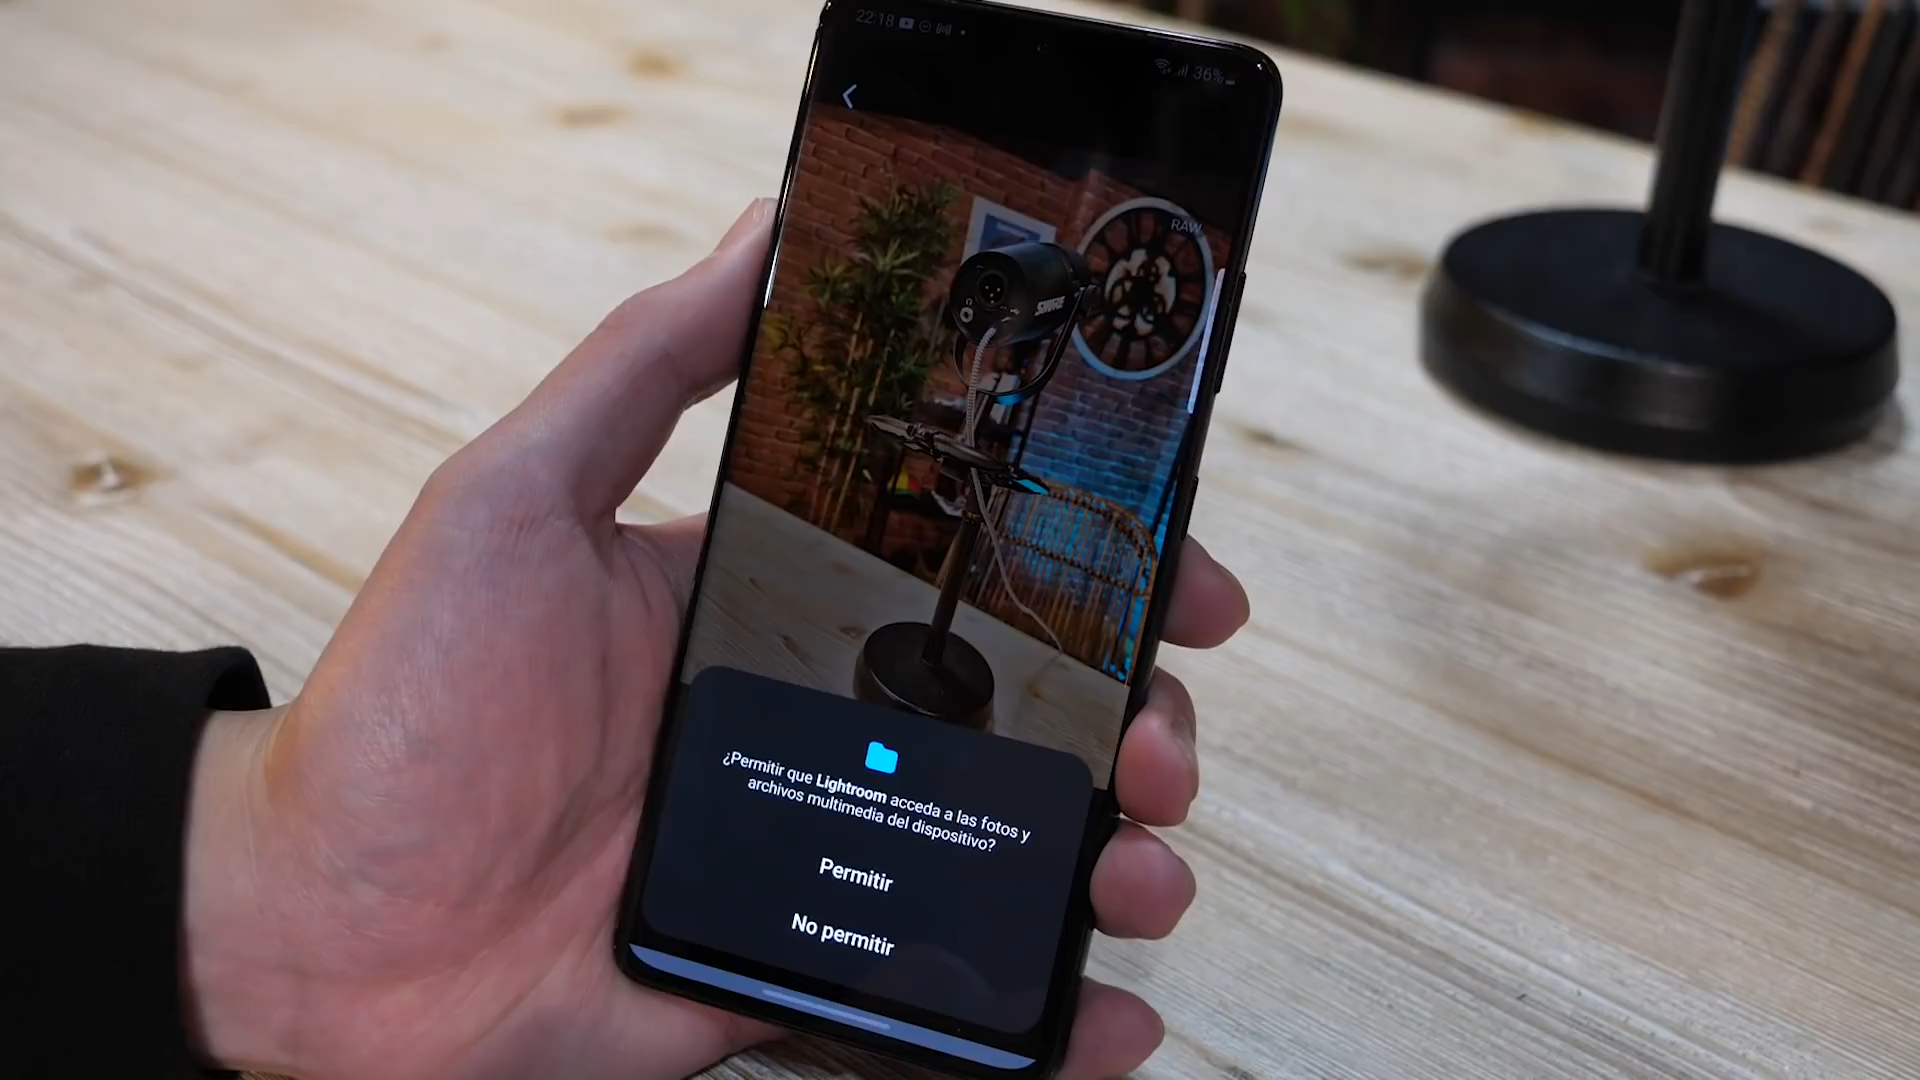 22:18
36%
RAW
SHURE
¿Permitir que Lightroom acceda a las fotos y
archivos multimedia del dispositivo?
Permitir
No permitir